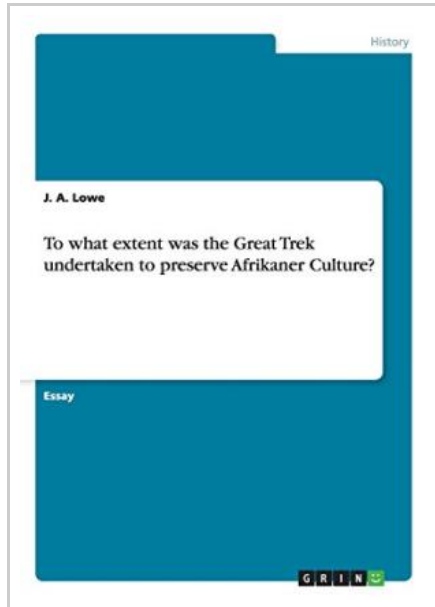 History
J. A. Lowe
To what extent was the Great Trek
undertaken to preserve Afrikaner Culture?
Essay
GRIN